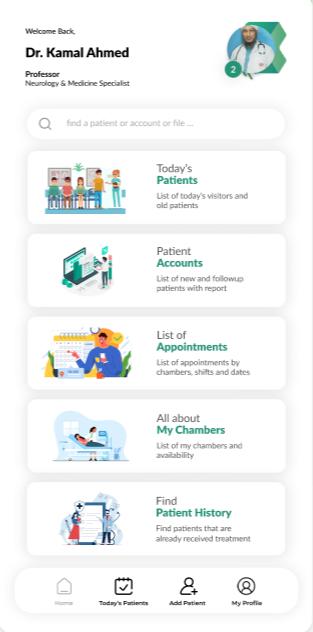 Welcome Back,
Dr. Kamal Ahmed
Professor
Neurology & Medicine Specialist
2
find a patient or account or file ...
Today's
Patients
List of today's visitors and
old patients
Patient
Accounts
List of new and followup
patients with report
List of
Appointments
List of appointments by
chambers, shifts and dates
All about
My Chambers
List of my chambers and
availability
Find
Patient History
Find patients that are
already received treatment
Home
Today's Patients
Add Patient
My Profile